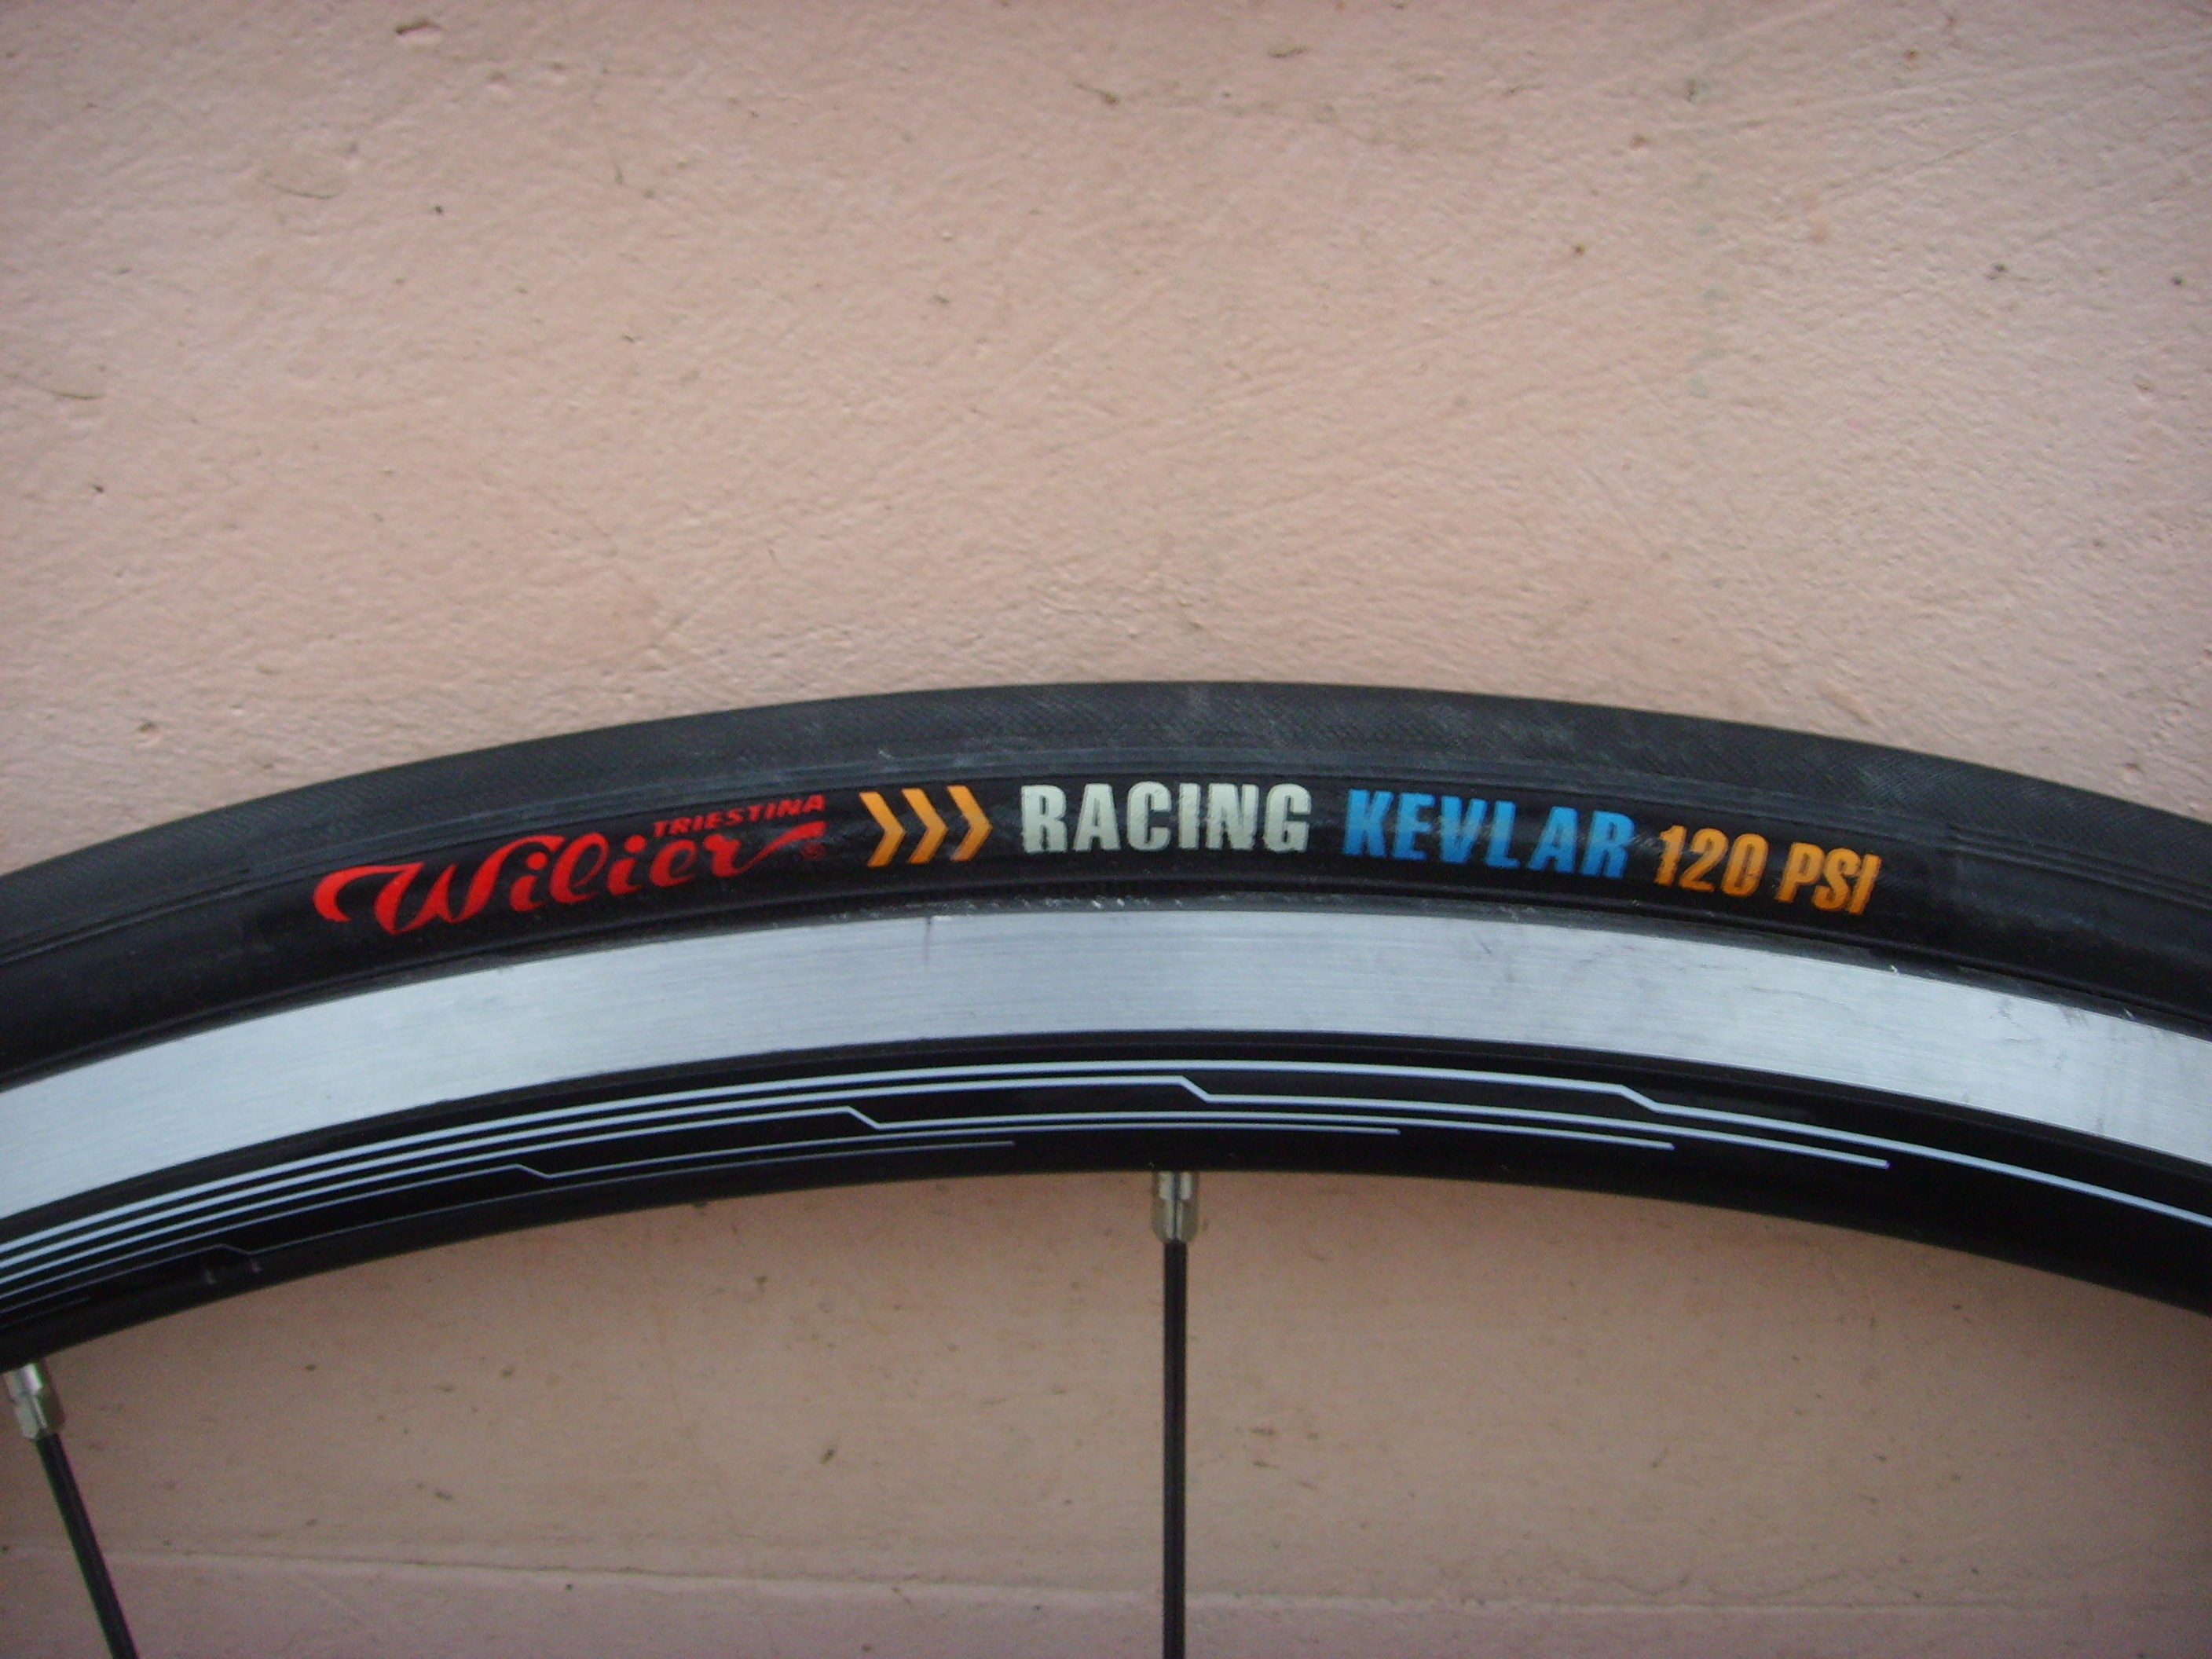 Wilier TRIESTINA ® >>> RACING KEVLAR 120 PSI